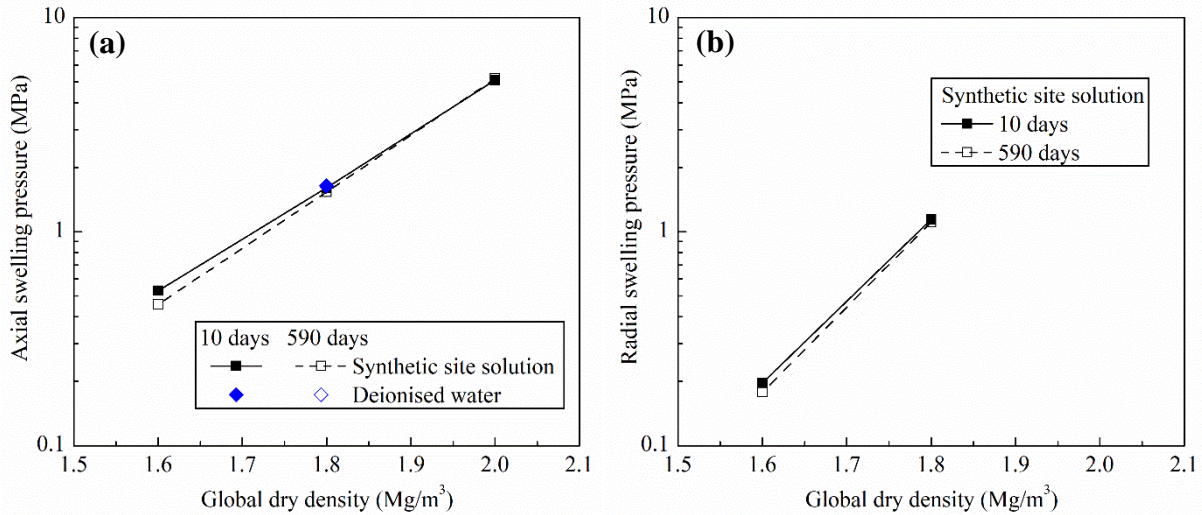 (a)
Axial swelling pressure (MPa)
10
1
0.1
10 days 590 days
Synthetic site solution
Deionised water
1.5 1.6 1.7 1.8 1.9 2.0 2.1
Global dry density (Mg/m³)
(b)
Radial swelling pressure (MPa)
10
1
0.1
Synthetic site solution
10 days
590 days
1.5 1.6 1.7 1.8 1.9 2.0 2.1
Global dry density (Mg/m³)